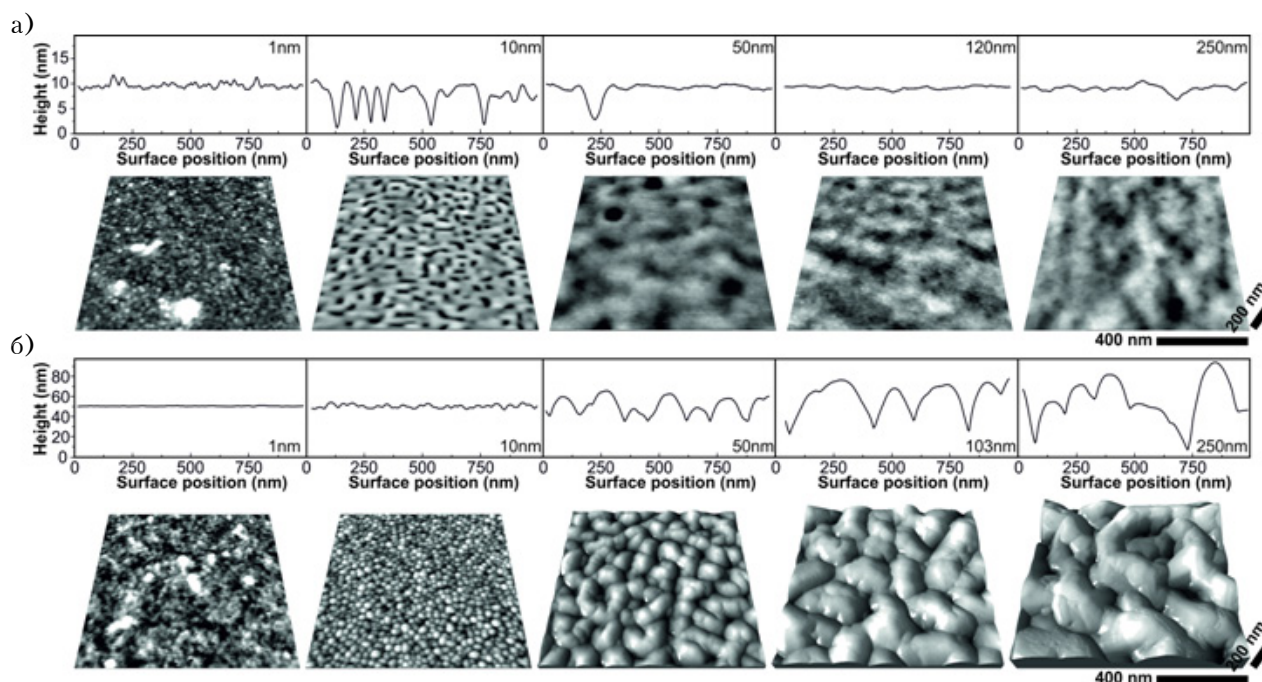 а)
Height (nm)
15
10
5
0
1nm
10nm
50nm
120nm
250nm
0 250 500 750 0 250 500 750 0 250 500 750 0 250 500 750 0 250 500 750
Surface position (nm) Surface position (nm) Surface position (nm) Surface position (nm) Surface position (nm)
200 nm
400 nm
б)
Height (nm)
80
60
40
20
0
1nm
10nm
50nm
103nm
250nm
0 250 500 750 0 250 500 750 0 250 500 750 0 250 500 750 0 250 500 750
Surface position (nm) Surface position (nm) Surface position (nm) Surface position (nm) Surface position (nm)
200 nm
400 nm